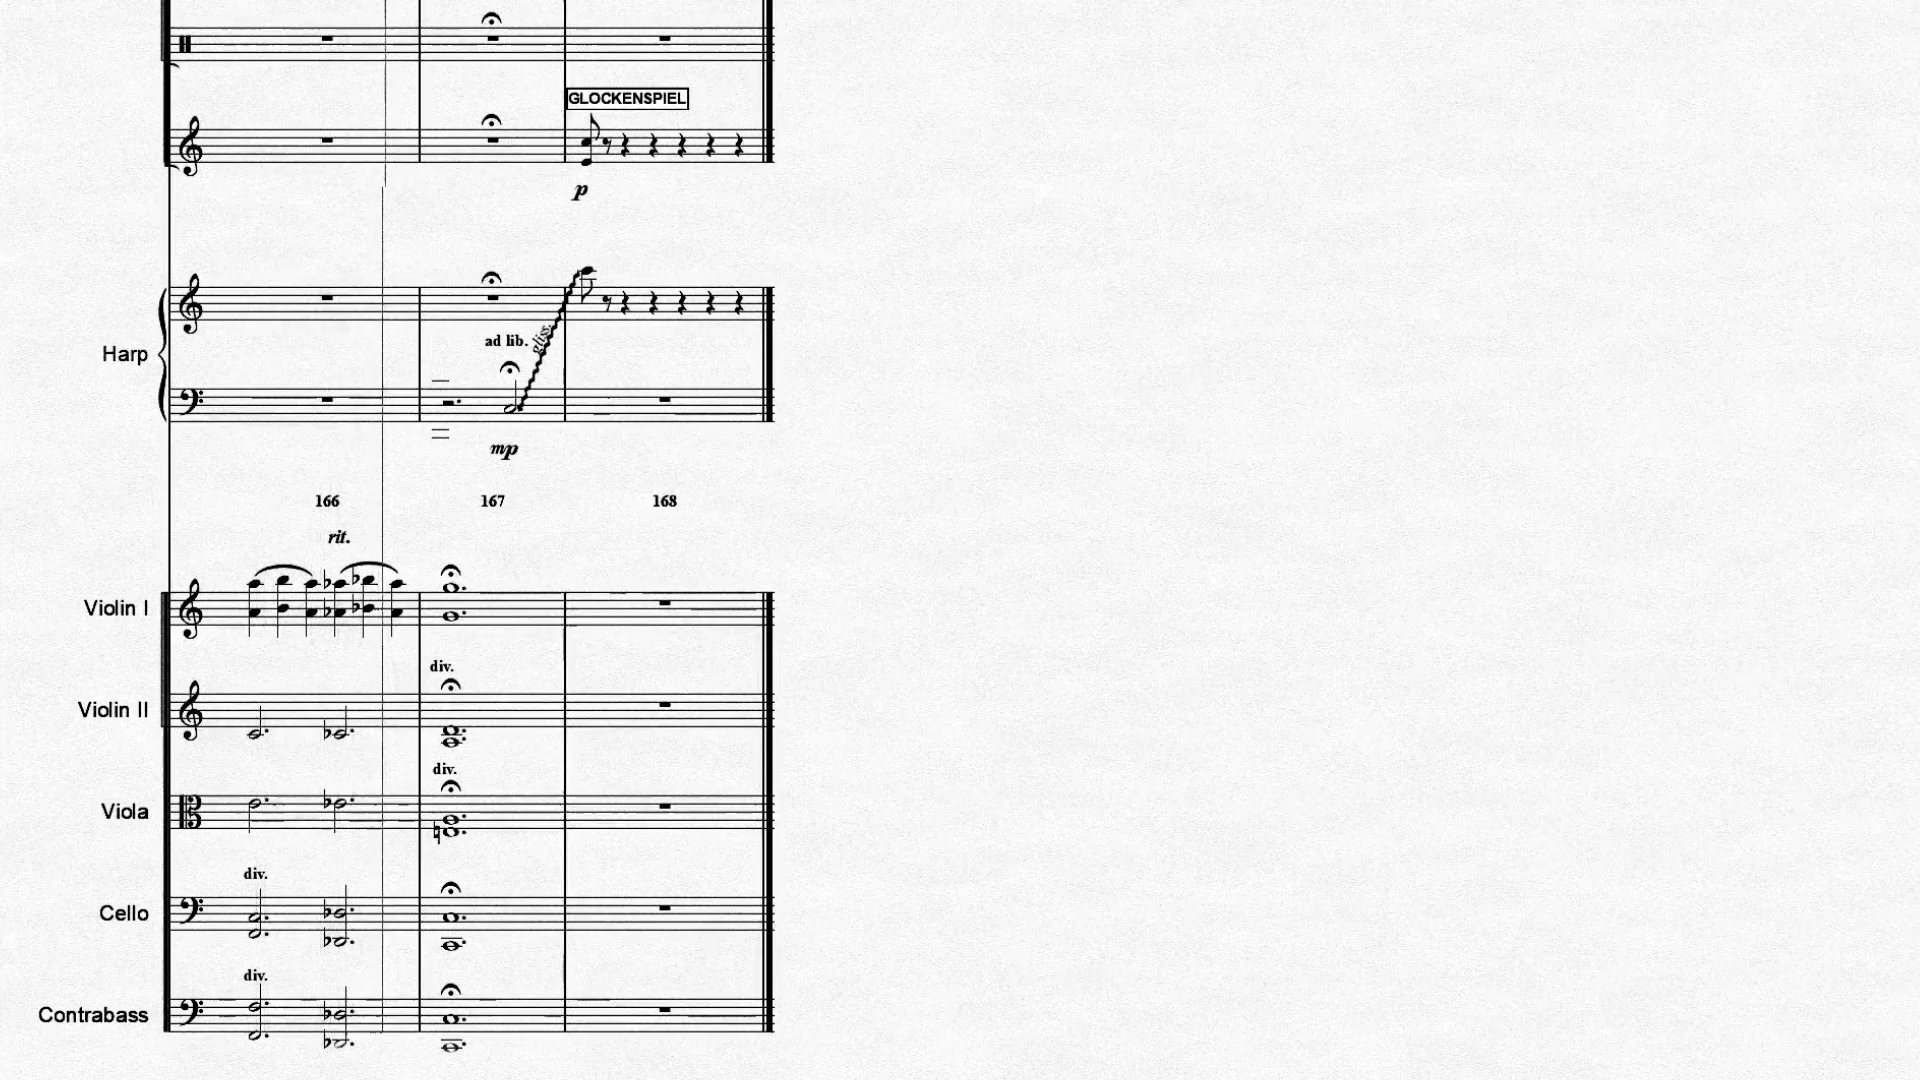 GLOCKENSPIEL
p
gliss.
ad lib.
Harp
mp
166 167 168
rit.
Violin I
div.
Violin II
div.
Viola
div.
Cello
div.
Contrabass